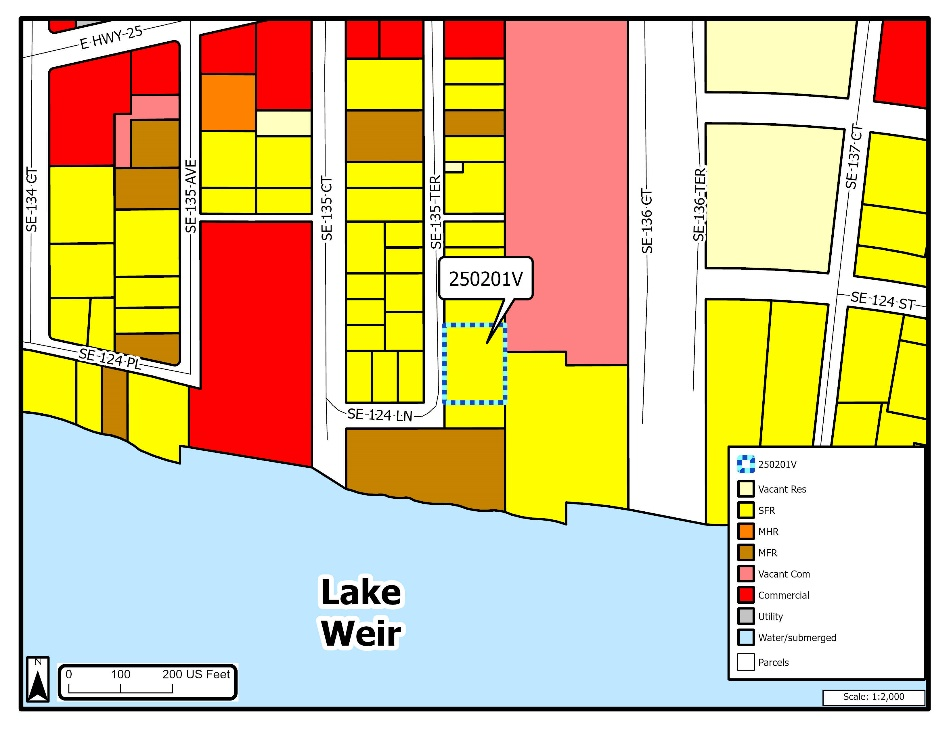 E HWY-25
SE-134 CT
SE-135-AVE
SE-135 CT
SE-135-TER
SE-136 CT
SE-136-TER
SE-137 CT
250201V
SE-124 ST
SE-124-PL
SE-124 LN
Lake
Weir
250201V
Vacant Res
SFR
MHR
MFR
Vacant Com
Commercial
Utility
Water/submerged
Parcels
N
0 100 200 US Feet
Scale: 1:2,000